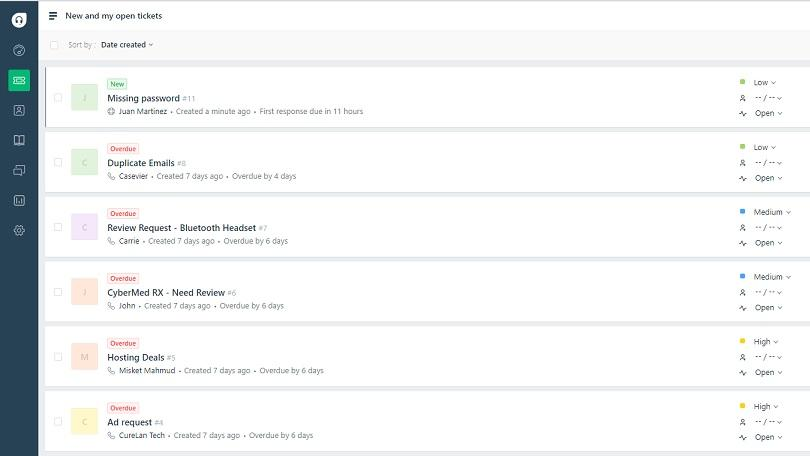 New and my open tickets
Sort by : Date created
New
J
Missing password #11
Juan Martinez • Created a minute ago • First response due in 11 hours
Low
-- / --
Open
Overdue
C
Duplicate Emails #8
Casevier • Created 7 days ago • Overdue by 4 days
Low
-- / --
Open
Overdue
C
Review Request - Bluetooth Headset #7
Carrie • Created 7 days ago • Overdue by 6 days
Medium
-- / --
Open
Overdue
J
CyberMed RX - Need Review #6
John • Created 7 days ago • Overdue by 6 days
Medium
-- / --
Open
Overdue
M
Hosting Deals #5
Misket Mahmud • Created 7 days ago • Overdue by 6 days
High
-- / --
Open
Overdue
C
Ad request #4
CureLan Tech • Created 7 days ago • Overdue by 6 days
High
-- / --
Open